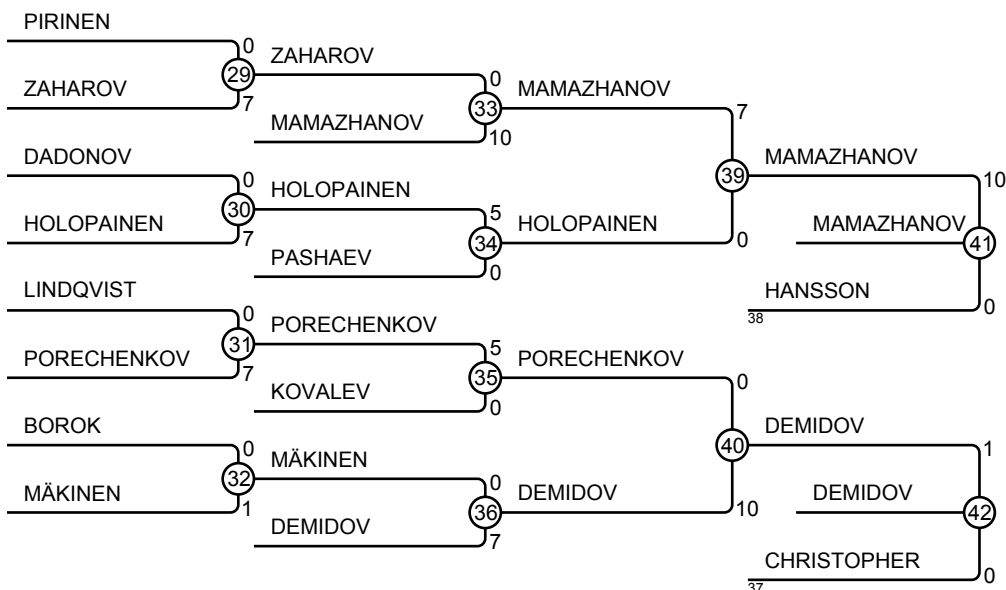 PIRINEN
0
ZAHAROV
29
ZAHAROV
0
7
33
MAMAZHANOV
7
MAMAZHANOV
10
DADONOV
39
MAMAZHANOV
10
0
HOLOPAINEN
30
HOLOPAINEN
5
MAMAZHANOV
7
34
HOLOPAINEN
0
41
PASHAEV
0
LINDQVIST
HANSSON
0
38
0
PORECHENKOV
31
PORECHENKOV
5
7
35
PORECHENKOV
0
KOVALEV
0
BOROK
DEMIDOV
0
40
1
MÄKINEN
32
MÄKINEN
0
1
36
DEMIDOV
10
DEMIDOV
42
DEMIDOV
7
CHRISTOPHER
0
37